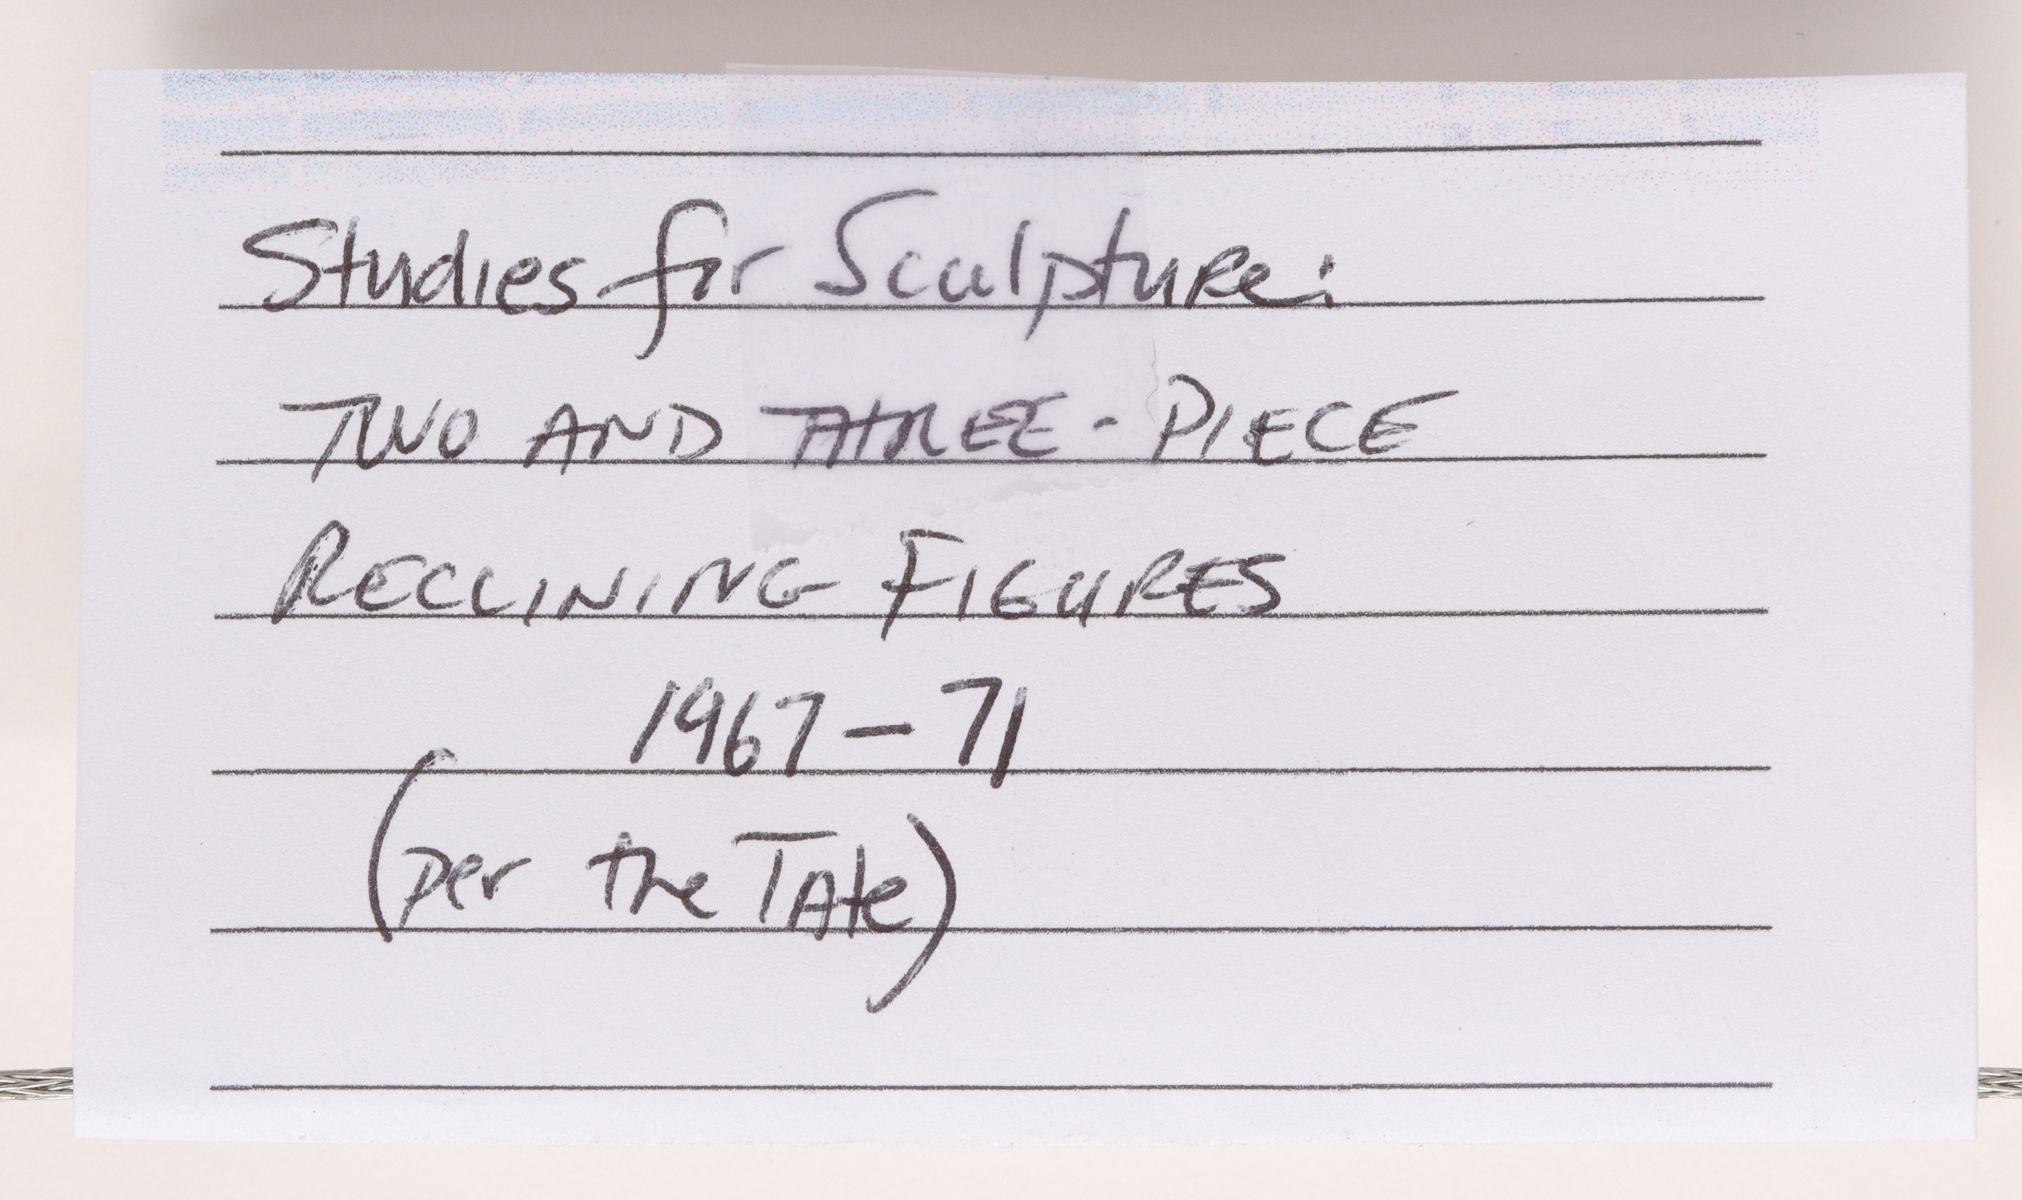 Studies for Sculpture:
TWO AND THREE-PIECE
RECLINING FIGURES
1967-71
(per the Tate)